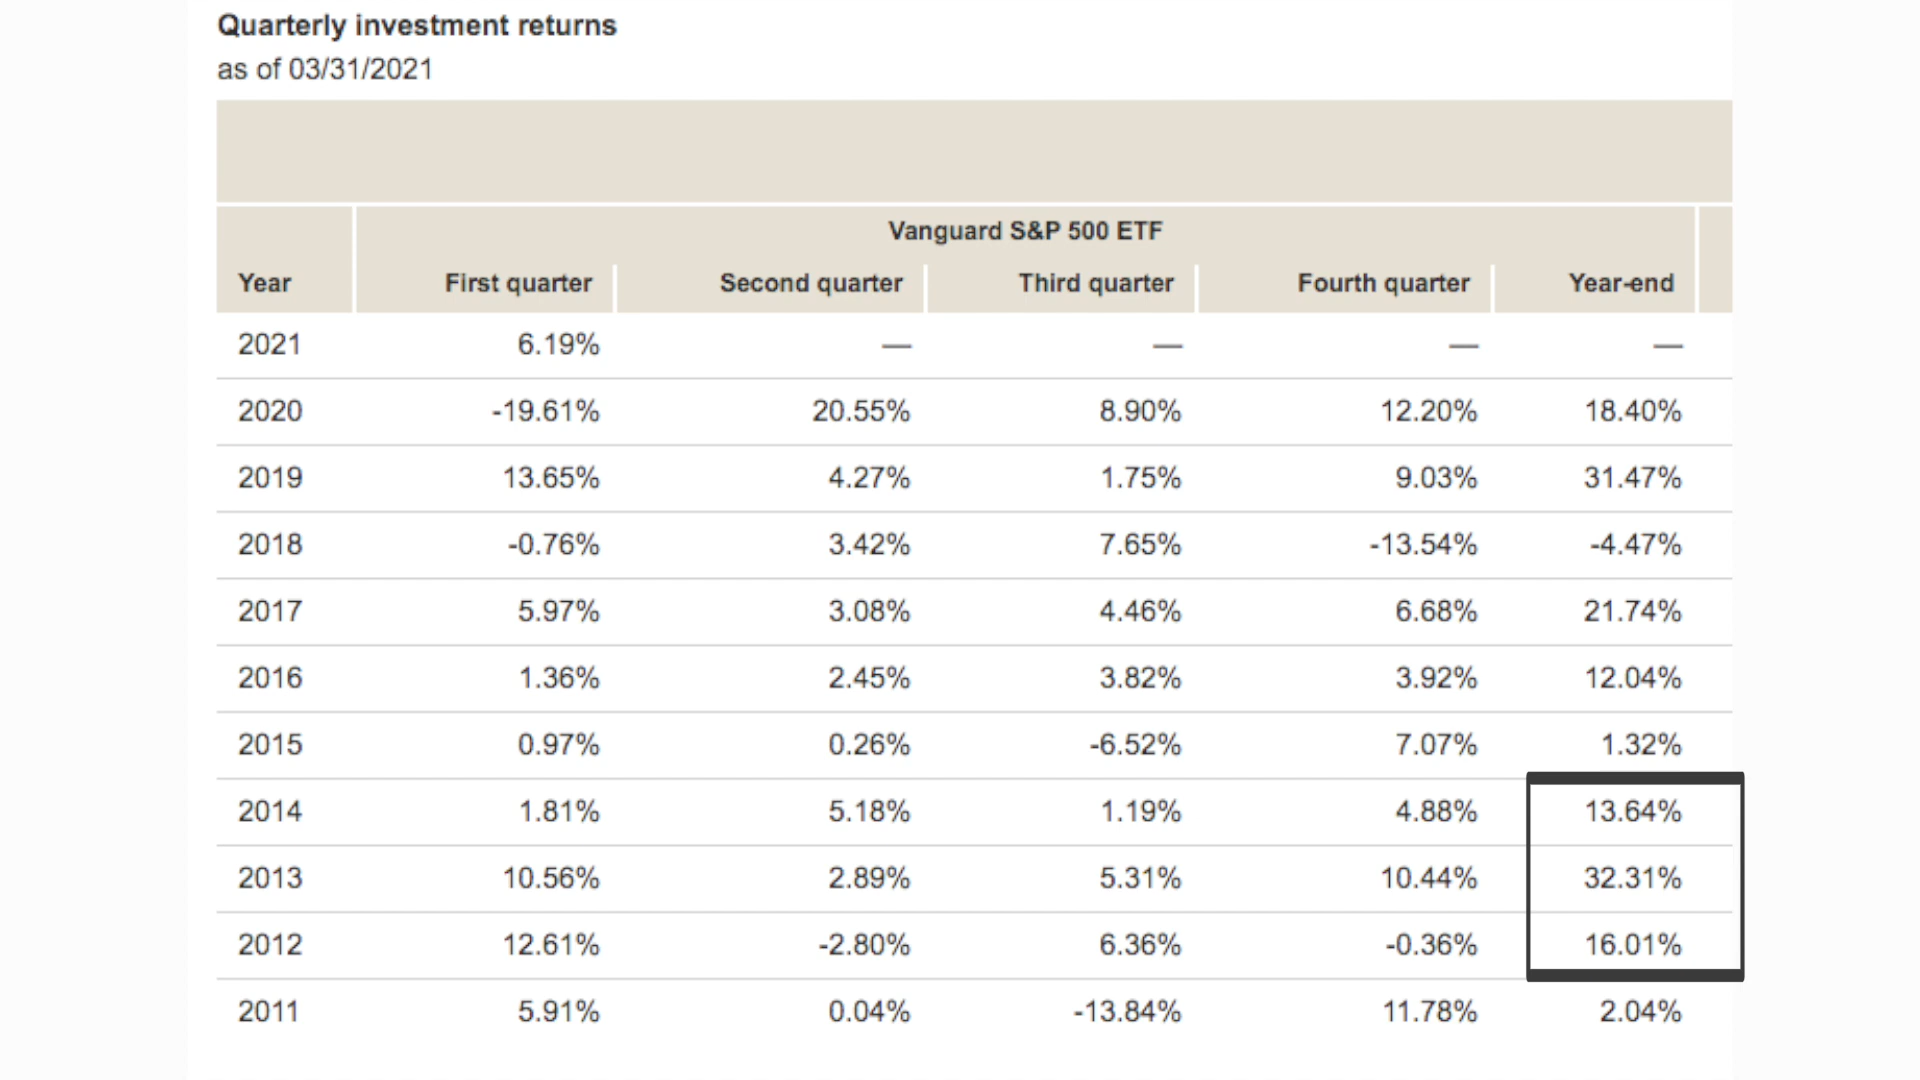 Quarterly investment returns
as of 03/31/2021
Vanguard S&P 500 ETF
Year First quarter Second quarter Third quarter Fourth quarter Year-end
2021 6.19% — — — —
2020 -19.61% 20.55% 8.90% 12.20% 18.40%
2019 13.65% 4.27% 1.75% 9.03% 31.47%
2018 -0.76% 3.42% 7.65% -13.54% -4.47%
2017 5.97% 3.08% 4.46% 6.68% 21.74%
2016 1.36% 2.45% 3.82% 3.92% 12.04%
2015 0.97% 0.26% -6.52% 7.07% 1.32%
2014 1.81% 5.18% 1.19% 4.88% 13.64%
2013 10.56% 2.89% 5.31% 10.44% 32.31%
2012 12.61% -2.80% 6.36% -0.36% 16.01%
2011 5.91% 0.04% -13.84% 11.78% 2.04%